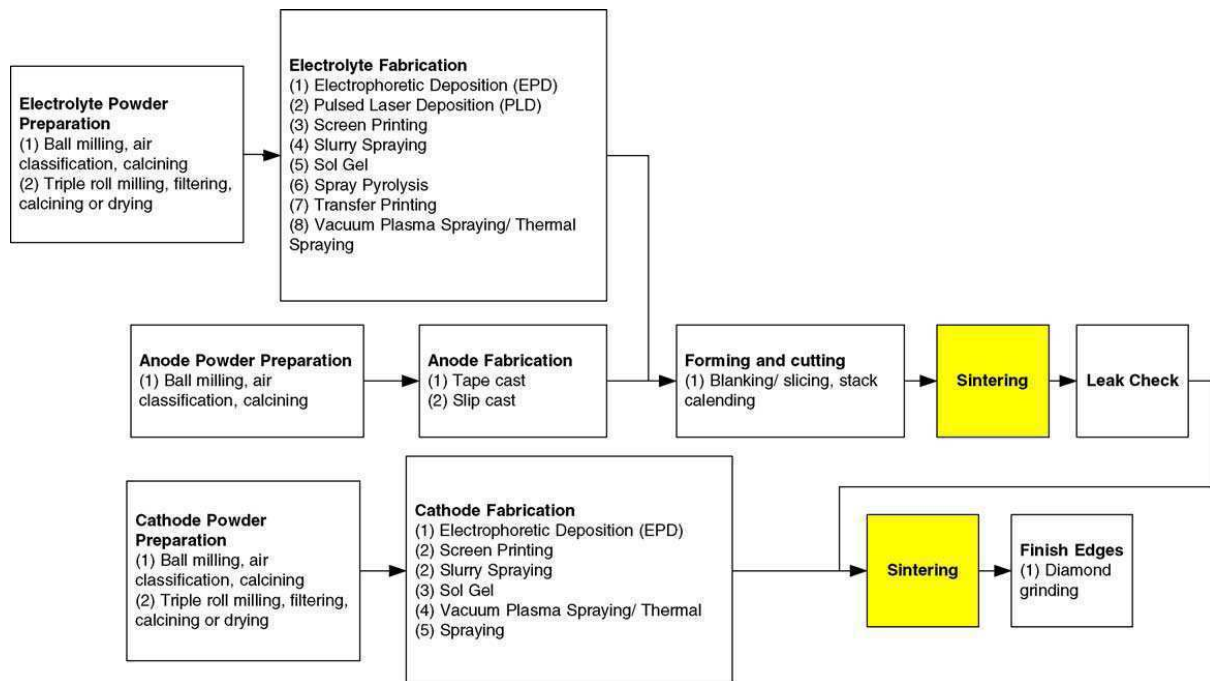 Electrolyte Powder
Preparation
(1) Ball milling, air
classification, calcining
(2) Triple roll milling, filtering,
calcining or drying
Electrolyte Fabrication
(1) Electrophoretic Deposition (EPD)
(2) Pulsed Laser Deposition (PLD)
(3) Screen Printing
(4) Slurry Spraying
(5) Sol Gel
(6) Spray Pyrolysis
(7) Transfer Printing
(8) Vacuum Plasma Spraying/ Thermal
Spraying
Anode Powder Preparation
(1) Ball milling, air
classification, calcining
Anode Fabrication
(1) Tape cast
(2) Slip cast
Forming and cutting
(1) Blanking/ slicing, stack
calending
Sintering
Leak Check
Cathode Powder
Preparation
(1) Ball milling, air
classification, calcining
(2) Triple roll milling, filtering,
calcining or drying
Cathode Fabrication
(1) Electrophoretic Deposition (EPD)
(2) Screen Printing
(2) Slurry Spraying
(3) Sol Gel
(4) Vacuum Plasma Spraying/ Thermal
(5) Spraying
Sintering
Finish Edges
(1) Diamond
grinding